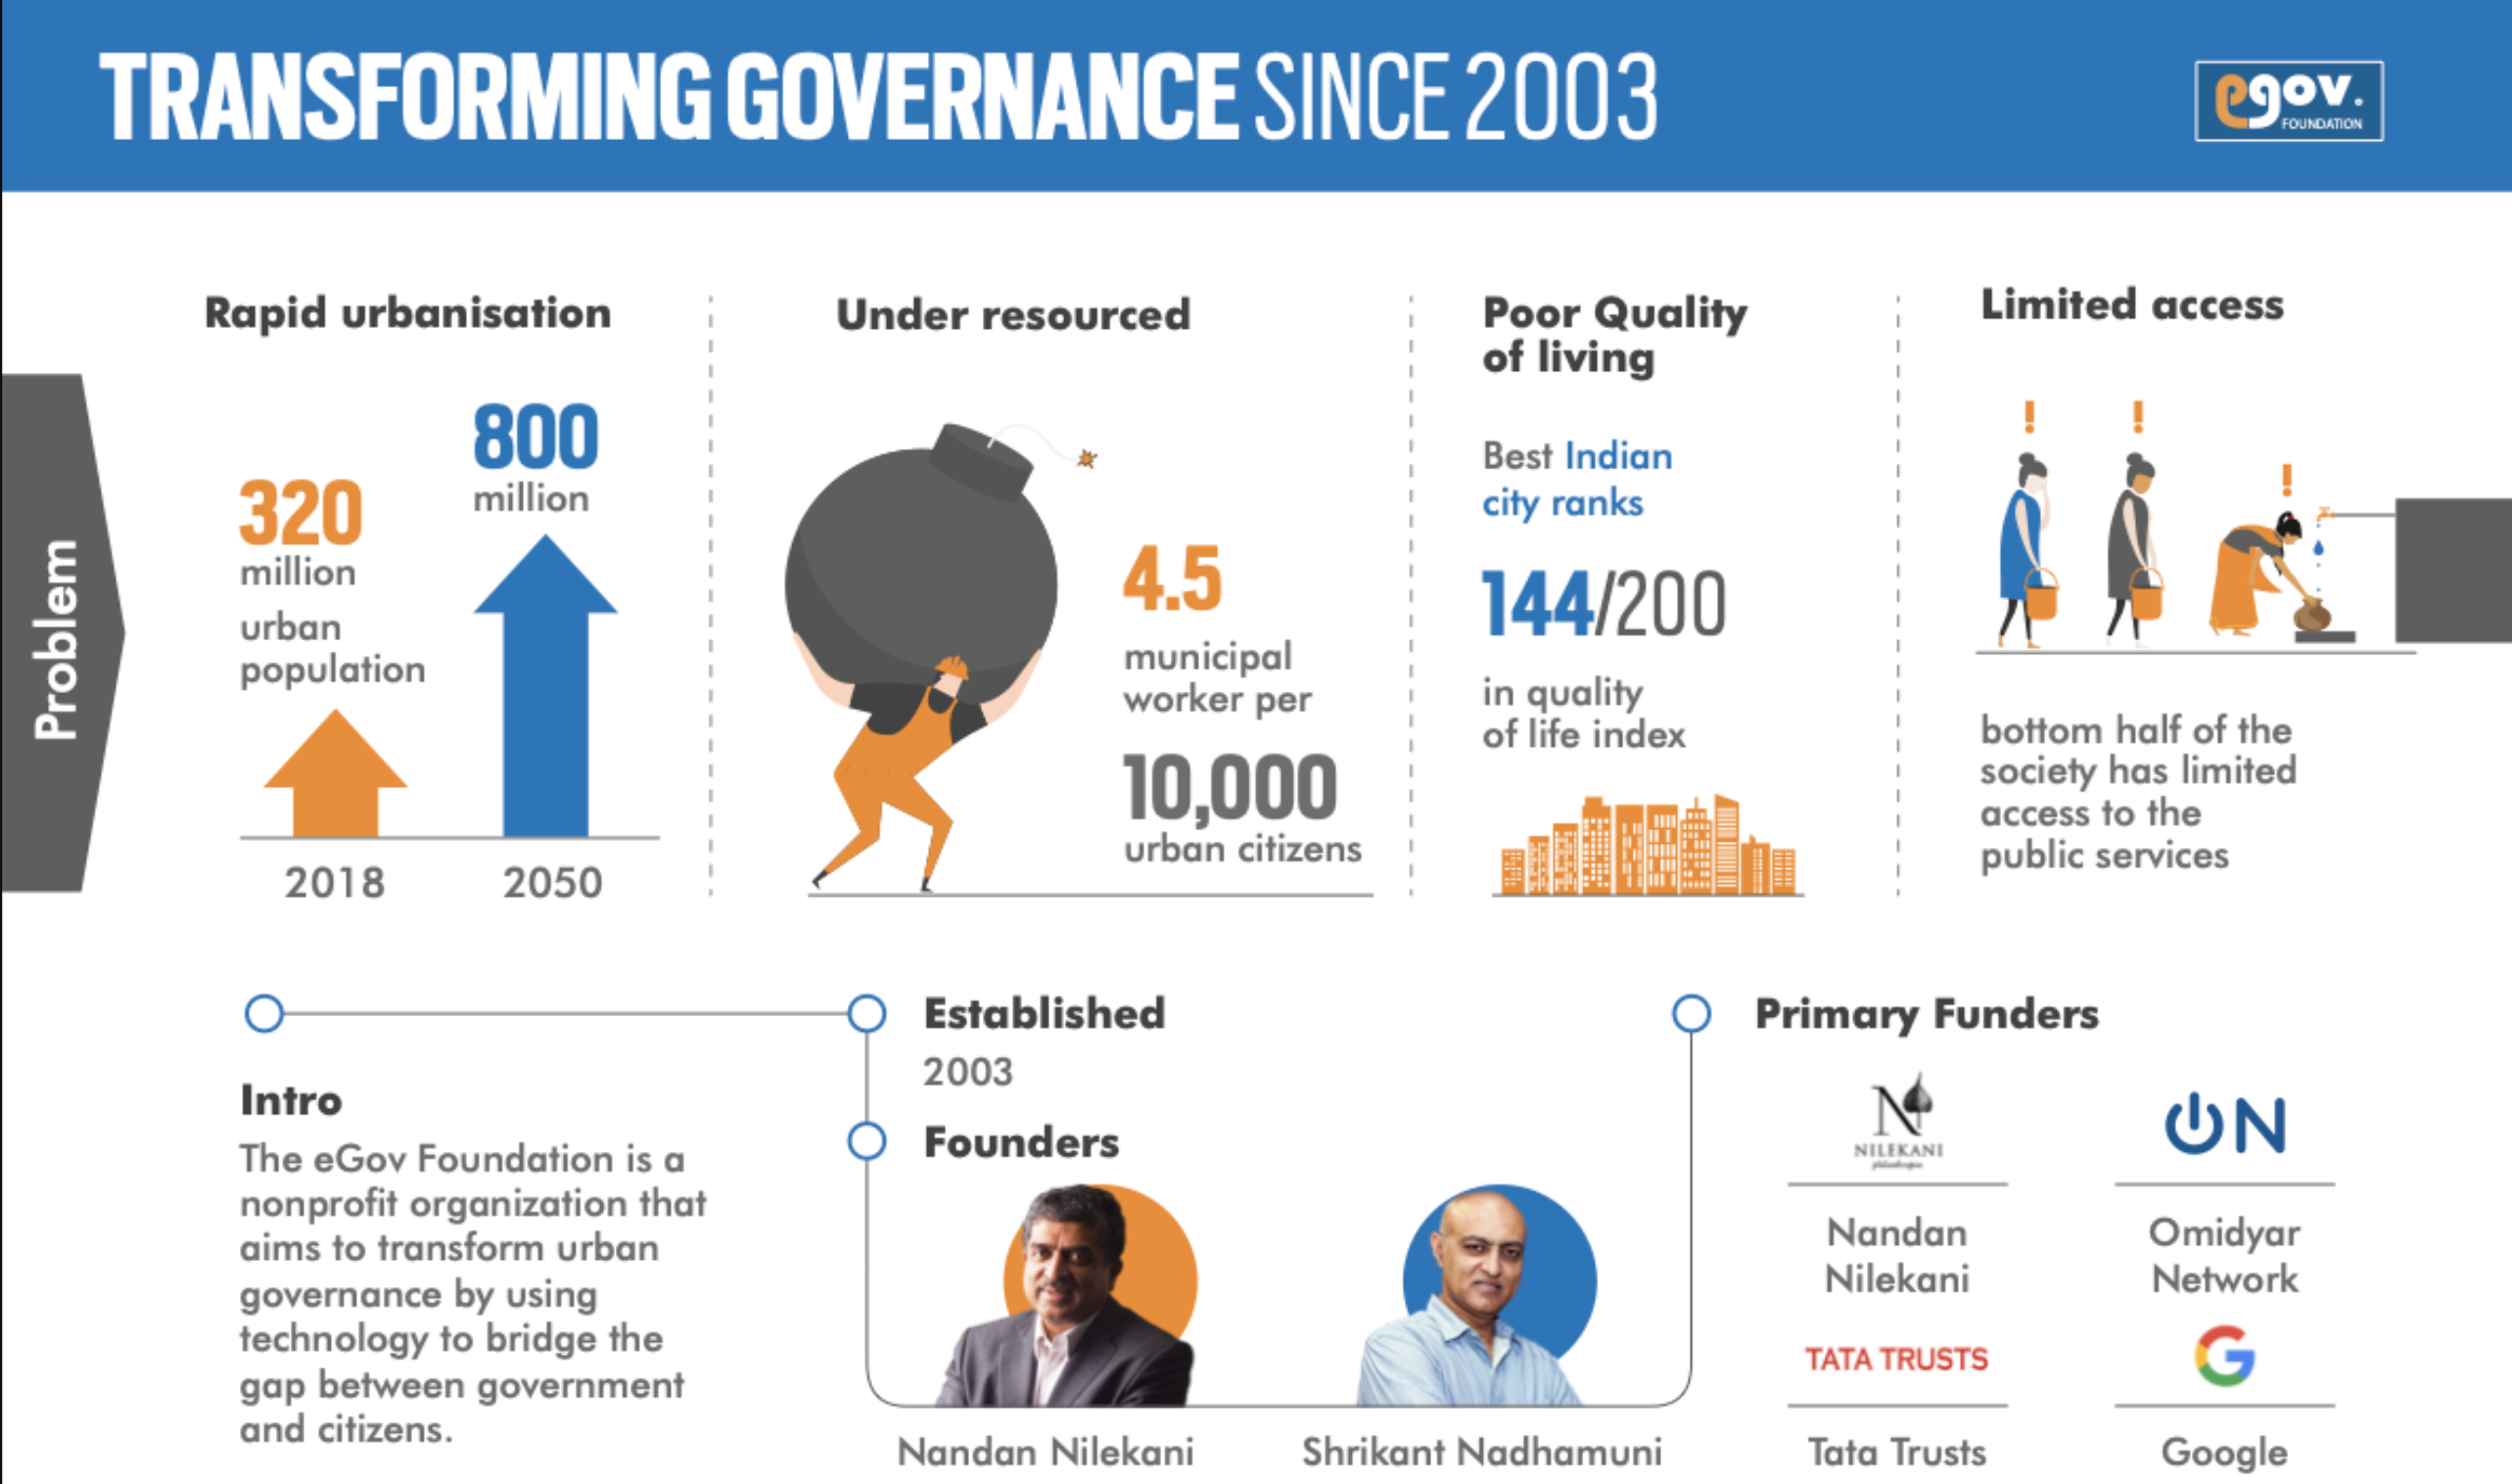 TRANSFORMING GOVERNANCE SINCE 2003
egov.
FOUNDATION
Problem
Rapid urbanisation
320
million
urban
population
800
million
2018
2050
Under resourced
4.5
municipal
worker per
10,000
urban citizens
Poor Quality
of living
Best Indian
city ranks
144/200
in quality
of life index
Limited access
! ! !
bottom half of the
society has limited
access to the
public services
Intro
The eGov Foundation is a
nonprofit organization that
aims to transform urban
governance by using
technology to bridge the
gap between government
and citizens.
Established
2003
Founders
Nandan Nilekani
Shrikant Nadhamuni
Primary Funders
N
NILEKANI
philanthropies
Nandan
Nilekani
ON
Omidyar
Network
TATA TRUSTS
Tata Trusts
G
Google